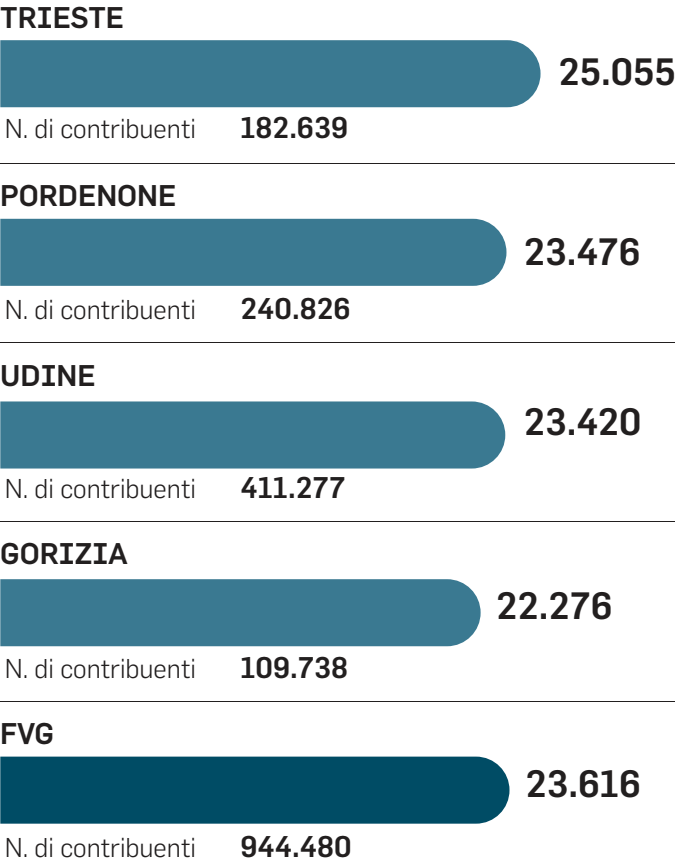 TRIESTE
25.055
N. di contribuenti 182.639
PORDENONE
23.476
N. di contribuenti 240.826
UDINE
23.420
N. di contribuenti 411.277
GORIZIA
22.276
N. di contribuenti 109.738
FVG
23.616
N. di contribuenti 944.480